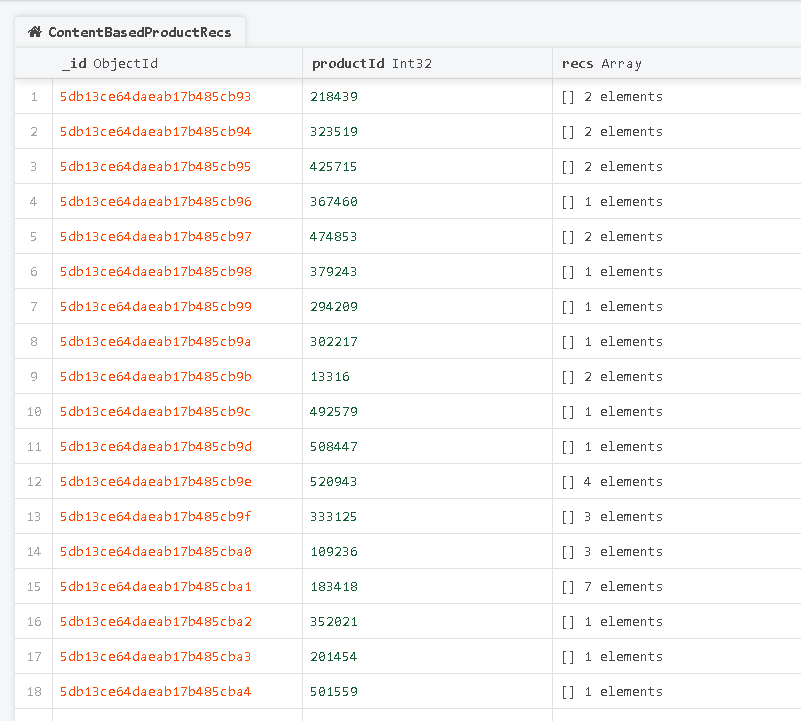 ContentBasedProductRecs
_id ObjectId productId Int32 recs Array
1 5db13ce64daeab17b485cb93 218439 [] 2 elements
2 5db13ce64daeab17b485cb94 323519 [] 2 elements
3 5db13ce64daeab17b485cb95 425715 [] 2 elements
4 5db13ce64daeab17b485cb96 367460 [] 1 elements
5 5db13ce64daeab17b485cb97 474853 [] 2 elements
6 5db13ce64daeab17b485cb98 379243 [] 1 elements
7 5db13ce64daeab17b485cb99 294209 [] 1 elements
8 5db13ce64daeab17b485cb9a 302217 [] 1 elements
9 5db13ce64daeab17b485cb9b 13316 [] 2 elements
10 5db13ce64daeab17b485cb9c 492579 [] 1 elements
11 5db13ce64daeab17b485cb9d 508447 [] 1 elements
12 5db13ce64daeab17b485cb9e 520943 [] 4 elements
13 5db13ce64daeab17b485cb9f 333125 [] 3 elements
14 5db13ce64daeab17b485cba0 109236 [] 3 elements
15 5db13ce64daeab17b485cba1 183418 [] 7 elements
16 5db13ce64daeab17b485cba2 352021 [] 1 elements
17 5db13ce64daeab17b485cba3 201454 [] 1 elements
18 5db13ce64daeab17b485cba4 501559 [] 1 elements